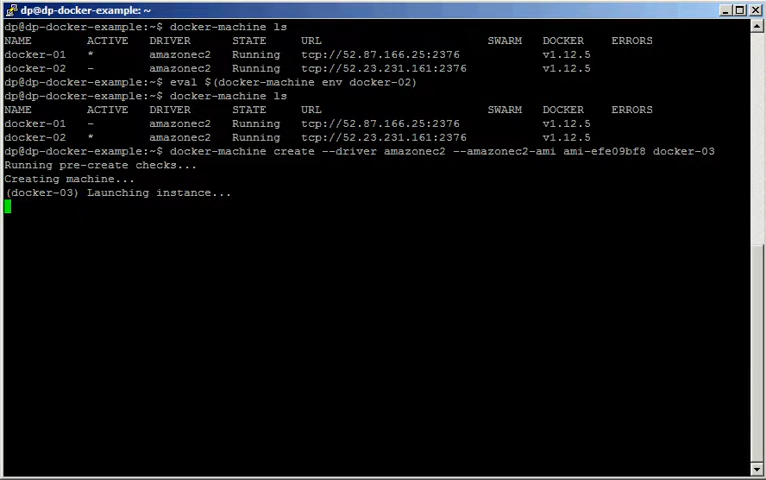 dp@dp-docker-example: ~
dp@dp-docker-example:~$ docker-machine ls
NAME ACTIVE DRIVER STATE URL SWARM DOCKER ERRORS
docker-01 * amazonec2 Running tcp://52.87.166.25:2376 v1.12.5
docker-02 - amazonec2 Running tcp://52.23.231.161:2376 v1.12.5
dp@dp-docker-example:~$ eval $(docker-machine env docker-02)
dp@dp-docker-example:~$ docker-machine ls
NAME ACTIVE DRIVER STATE URL SWARM DOCKER ERRORS
docker-01 - amazonec2 Running tcp://52.87.166.25:2376 v1.12.5
docker-02 * amazonec2 Running tcp://52.23.231.161:2376 v1.12.5
dp@dp-docker-example:~$ docker-machine create --driver amazonec2 --amazonec2-ami ami-efe09bf8 docker-03
Running pre-create checks...
Creating machine...
(docker-03) Launching instance...